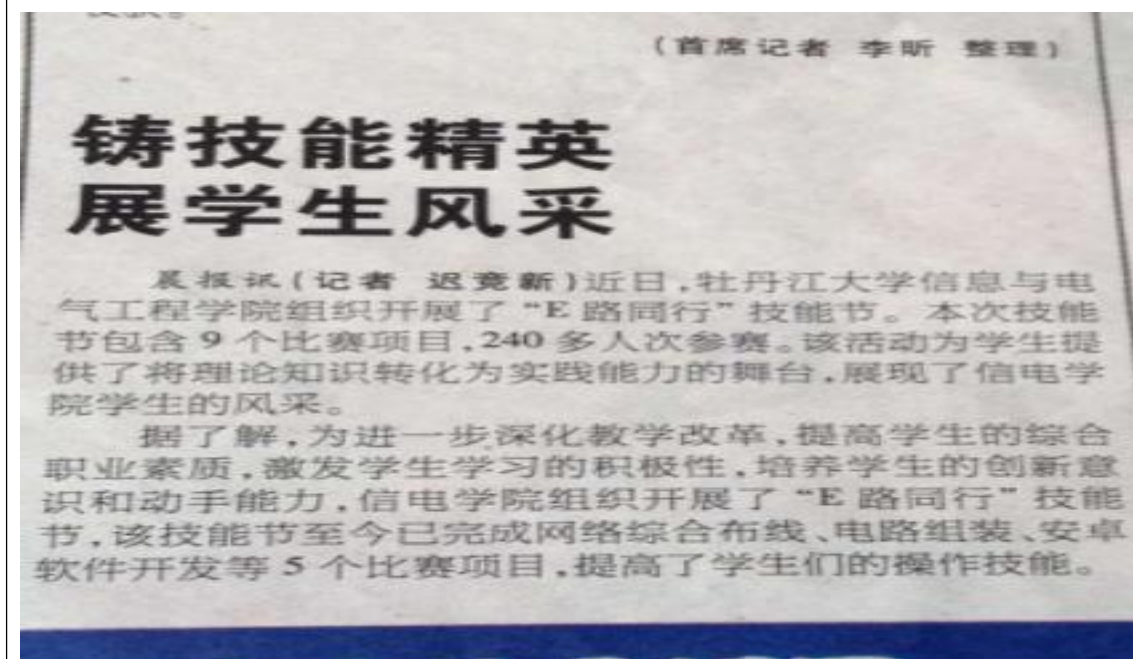 （首席记者 李昕 整理）
铸技能精英
展学生风采
晨报讯（记者 迟竞新）近日，牡丹江大学信息与电
气工程学院组织开展了“E路同行”技能节。本次技能
节包含9个比赛项目，240多人次参赛。该活动为学生提
供了将理论知识转化为实践能力的舞台，展现了信电学
院学生的风采。
据了解，为进一步深化教学改革，提高学生的综合
职业素质，激发学生学习的积极性，培养学生的创新意
识和动手能力，信电学院组织开展了“E路同行”技能
节，该技能节至今已完成网络综合布线、电路组装、安卓
软件开发等5个比赛项目，提高了学生们的操作技能。